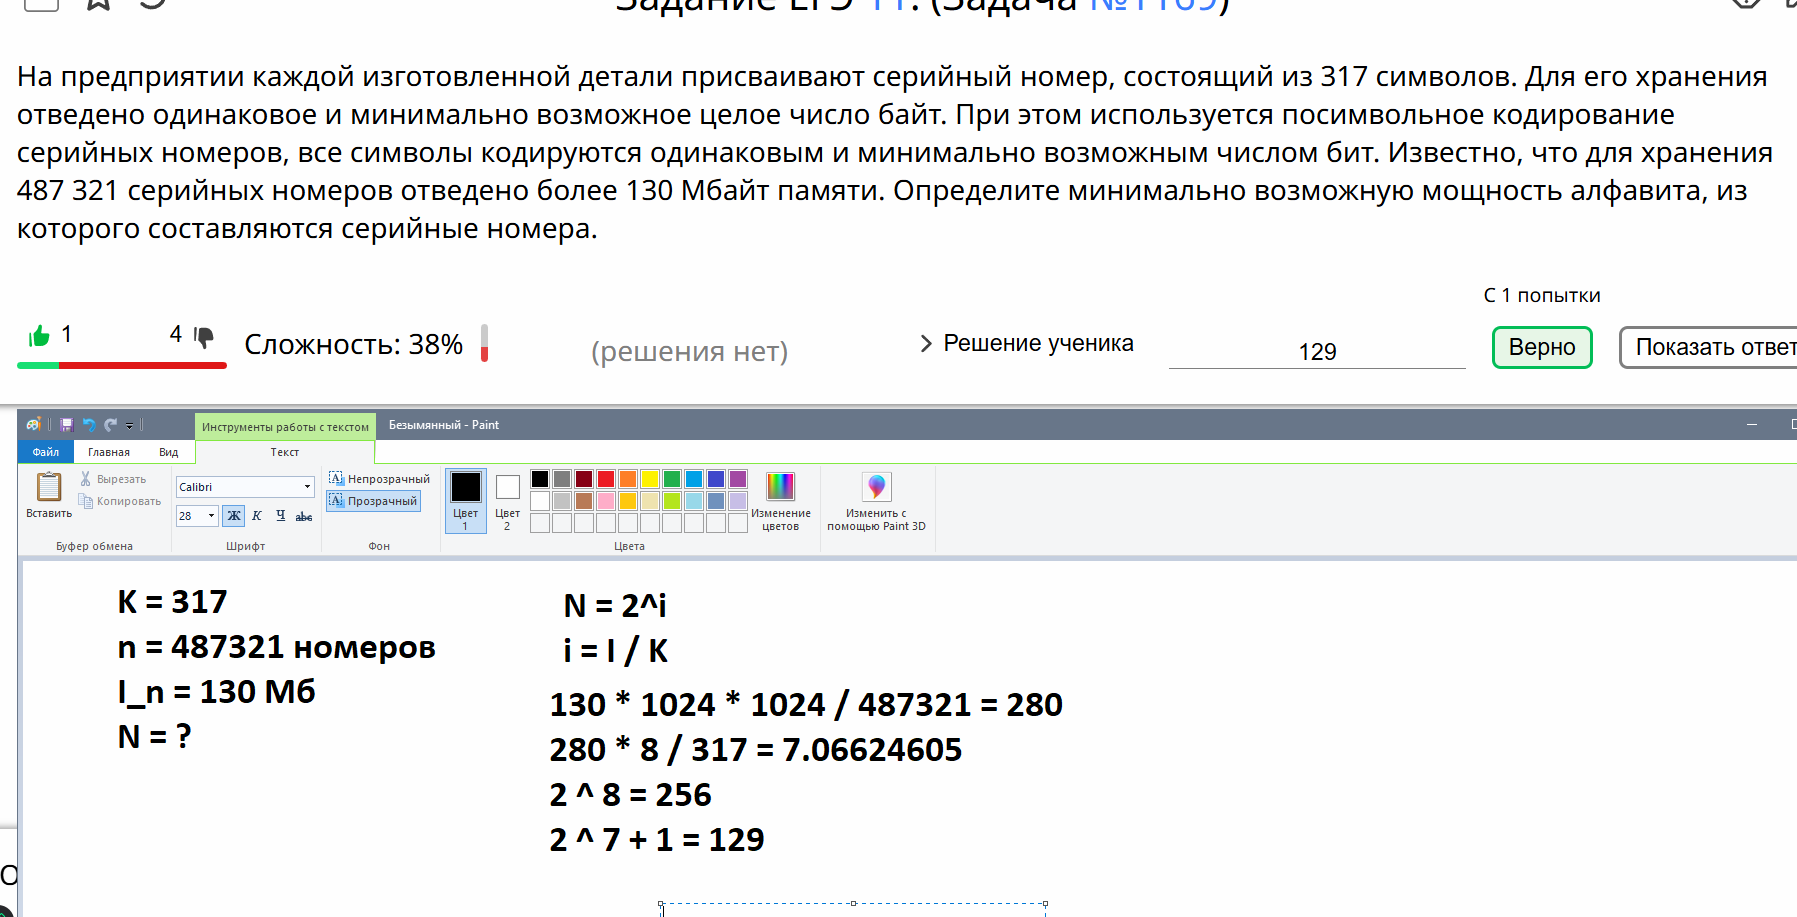 Задание ЕГЭ 11. (Задача №1169)
На предприятии каждой изготовленной детали присваивают серийный номер, состоящий из 317 символов. Для его хранения
отведено одинаковое и минимально возможное целое число байт. При этом используется посимвольное кодирование
серийных номеров, все символы кодируются одинаковым и минимально возможным числом бит. Известно, что для хранения
487 321 серийных номеров отведено более 130 Мбайт памяти. Определите минимально возможную мощность алфавита, из
которого составляются серийные номера.
С 1 попытки
1 4 Сложность: 38% (решения нет) Решение ученика 129 Верно Показать ответ
Инструменты работы с текстом Безымянный - Paint
Файл Главная Вид Текст
Вставить Вырезать Копировать
Буфер обмена
Calibri
28 Ж К Ч abc
Шрифт
Непрозрачный
Прозрачный
Фон
Цвет 1
Цвет 2
Цвета
Изменение цветов
Изменить с помощью Paint 3D
K = 317
n = 487321 номеров
I_n = 130 Мб
N = ?
N = 2^i
i = I / K
130 * 1024 * 1024 / 487321 = 280
280 * 8 / 317 = 7.06624605
2 ^ 8 = 256
2 ^ 7 + 1 = 129